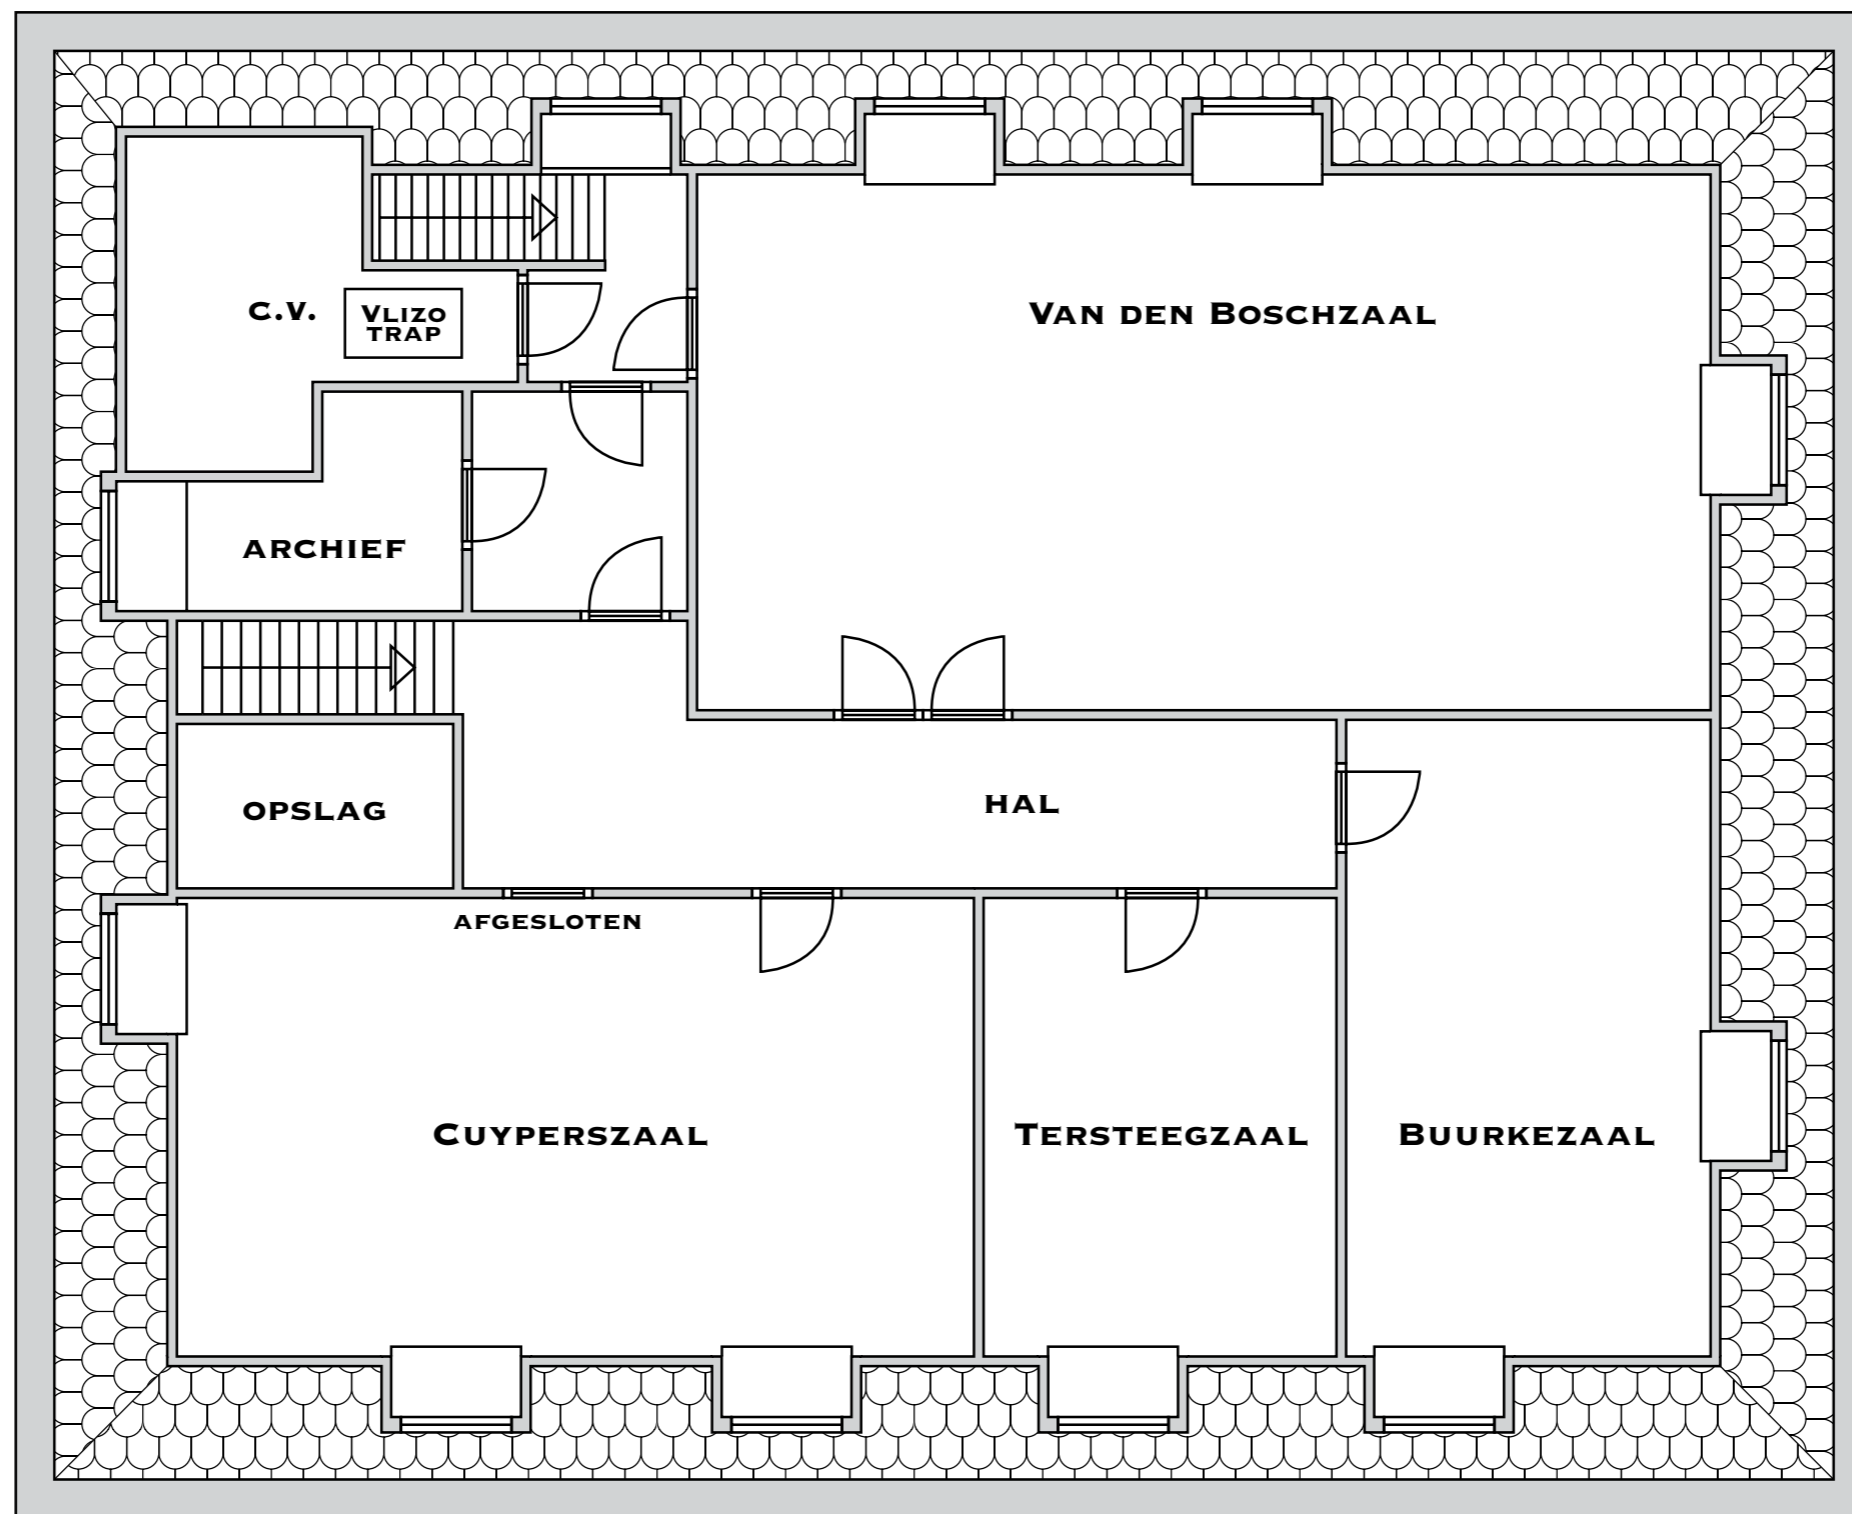 C.V.
VLIZO
TRAP
VAN DEN BOSCHZAAL
ARCHIEF
OPSLAG
HAL
AFGESLOTEN
CUYPERSZAAL
TERSTEEGZAAL
BUURKEZAAL